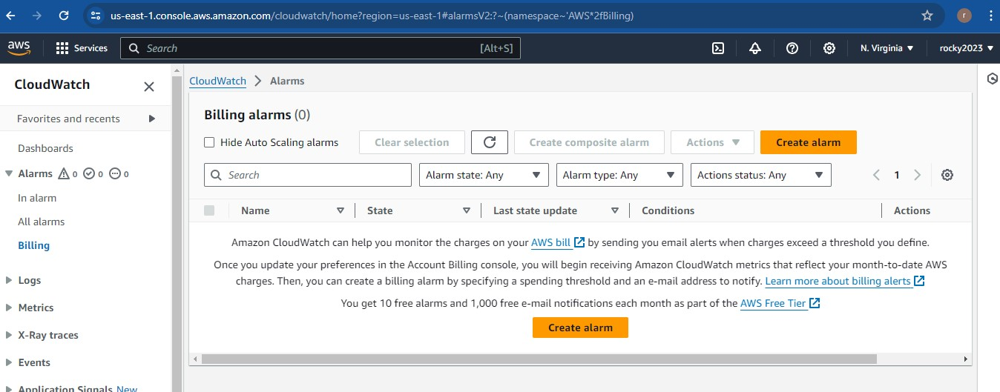 us-east-1.console.aws.amazon.com/cloudwatch/home?region=us-east-1#alarmsV2:?~(namespace~'AWS*2fBilling)
r
aws
Services
Search
[Alt+S]
N. Virginia
rocky2023
CloudWatch
Favorites and recents
Dashboards
Alarms 0 0 0
In alarm
All alarms
Billing
Logs
Metrics
X-Ray traces
Events
Application Signals New
CloudWatch Alarms
Billing alarms (0)
Hide Auto Scaling alarms
Clear selection
Create composite alarm
Actions
Create alarm
Search
Alarm state: Any
Alarm type: Any
Actions status: Any
1
Name
State
Last state update
Conditions
Actions
Amazon CloudWatch can help you monitor the charges on your AWS bill by sending you email alerts when charges exceed a threshold you define.
Once you update your preferences in the Account Billing console, you will begin receiving Amazon CloudWatch metrics that reflect your month-to-date AWS
charges. Then, you can create a billing alarm by specifying a spending threshold and an e-mail address to notify. Learn more about billing alerts
You get 10 free alarms and 1,000 free e-mail notifications each month as part of the AWS Free Tier
Create alarm